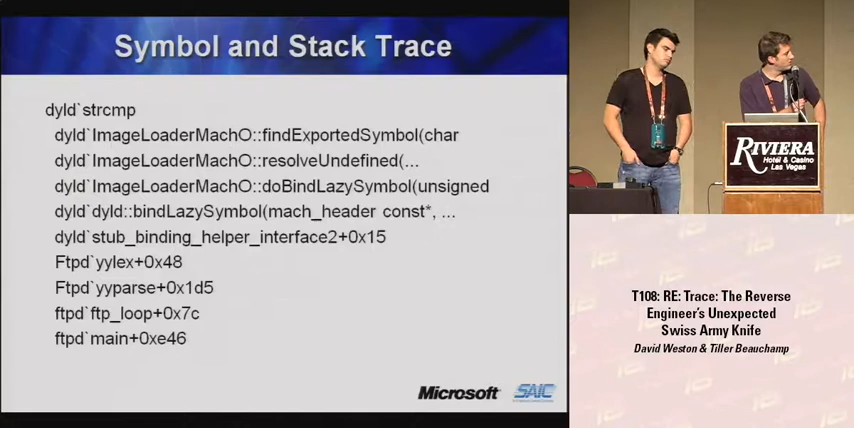 Symbol and Stack Trace
dyld`strcmp
dyld`ImageLoaderMachO::findExportedSymbol(char
dyld`ImageLoaderMachO::resolveUndefined(...
dyld`ImageLoaderMachO::doBindLazySymbol(unsigned
dyld`dyld::bindLazySymbol(mach_header const*, ...
dyld`stub_binding_helper_interface2+0x15
Ftpd`yylex+0x48
Ftpd`yyparse+0x1d5
ftpd`ftp_loop+0x7c
ftpd`main+0xe46
Microsoft
SAIC
RIVIERA
Hotel & Casino
Las Vegas
T108: RE: Trace: The Reverse
Engineer's Unexpected
Swiss Army Knife
David Weston & Tiller Beauchamp